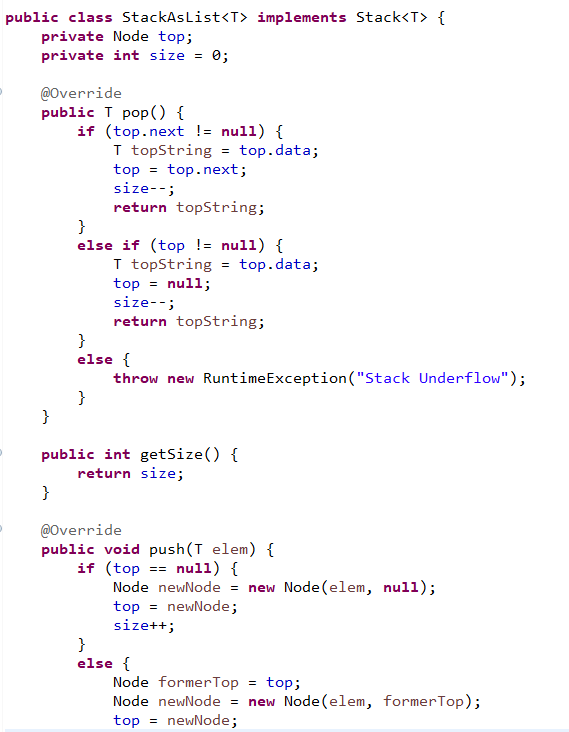 public class StackAsList<T> implements Stack<T> {
    private Node top;
    private int size = 0;

    @Override
    public T pop() {
        if (top.next != null) {
            T topString = top.data;
            top = top.next;
            size--;
            return topString;
        }
        else if (top != null) {
            T topString = top.data;
            top = null;
            size--;
            return topString;
        }
        else {
            throw new RuntimeException("Stack Underflow");
        }
    }

    public int getSize() {
        return size;
    }

    @Override
    public void push(T elem) {
        if (top == null) {
            Node newNode = new Node(elem, null);
            top = newNode;
            size++;
        }
        else {
            Node formerTop = top;
            Node newNode = new Node(elem, formerTop);
            top = newNode;